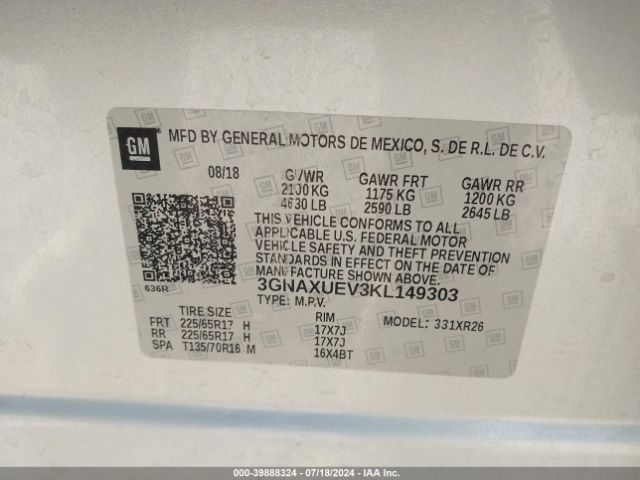 GM
MFD BY GENERAL MOTORS DE MEXICO, S. DE R.L. DE C.V.
08/18 GVWR GAWR FRT GAWR RR
2100 KG 1175 KG 1200 KG
4630 LB 2590 LB 2645 LB
THIS VEHICLE CONFORMS TO ALL
APPLICABLE U.S. FEDERAL MOTOR
VEHICLE SAFETY AND THEFT PREVENTION
STANDARDS IN EFFECT ON THE DATE OF
MANUFACTURE SHOWN ABOVE.
636R
3GNAXUEV3KL149303
TYPE: M.P.V.
TIRE SIZE RIM MODEL: 331XR26
FRT 225/65R17 H 17X7J
RR 225/65R17 H 17X7J
SPA T135/70R16 M 16X4BT
000-39888324 07/18/2024 - IAA Inc.